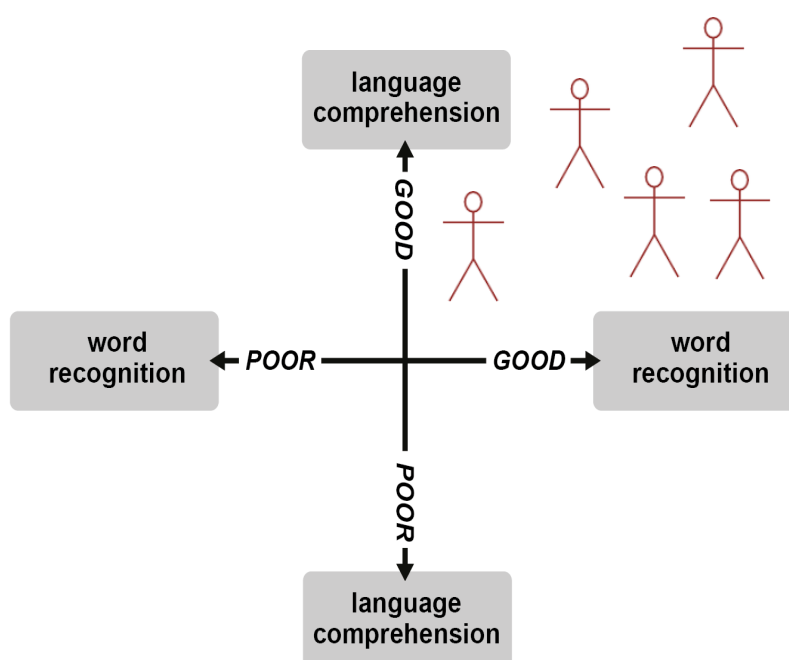 language
comprehension
GOOD
word
recognition
POOR
GOOD
word
recognition
POOR
language
comprehension